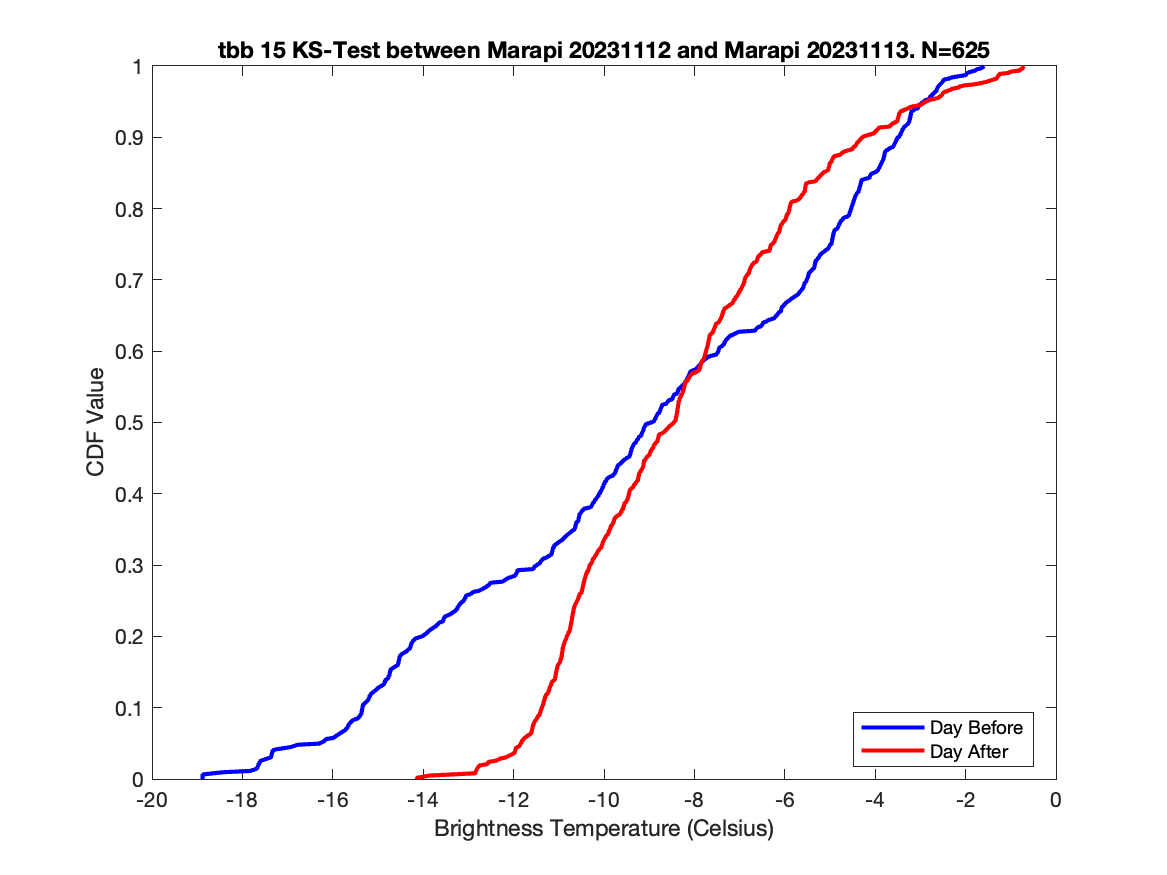 tbb 15 KS-Test between Marapi 20231112 and Marapi 20231113. N=625
1
0.9
0.8
0.7
0.6
0.5
0.4
0.3
0.2
0.1
0
CDF Value
Day Before
Day After
-20 -18 -16 -14 -12 -10 -8 -6 -4 -2 0
Brightness Temperature (Celsius)